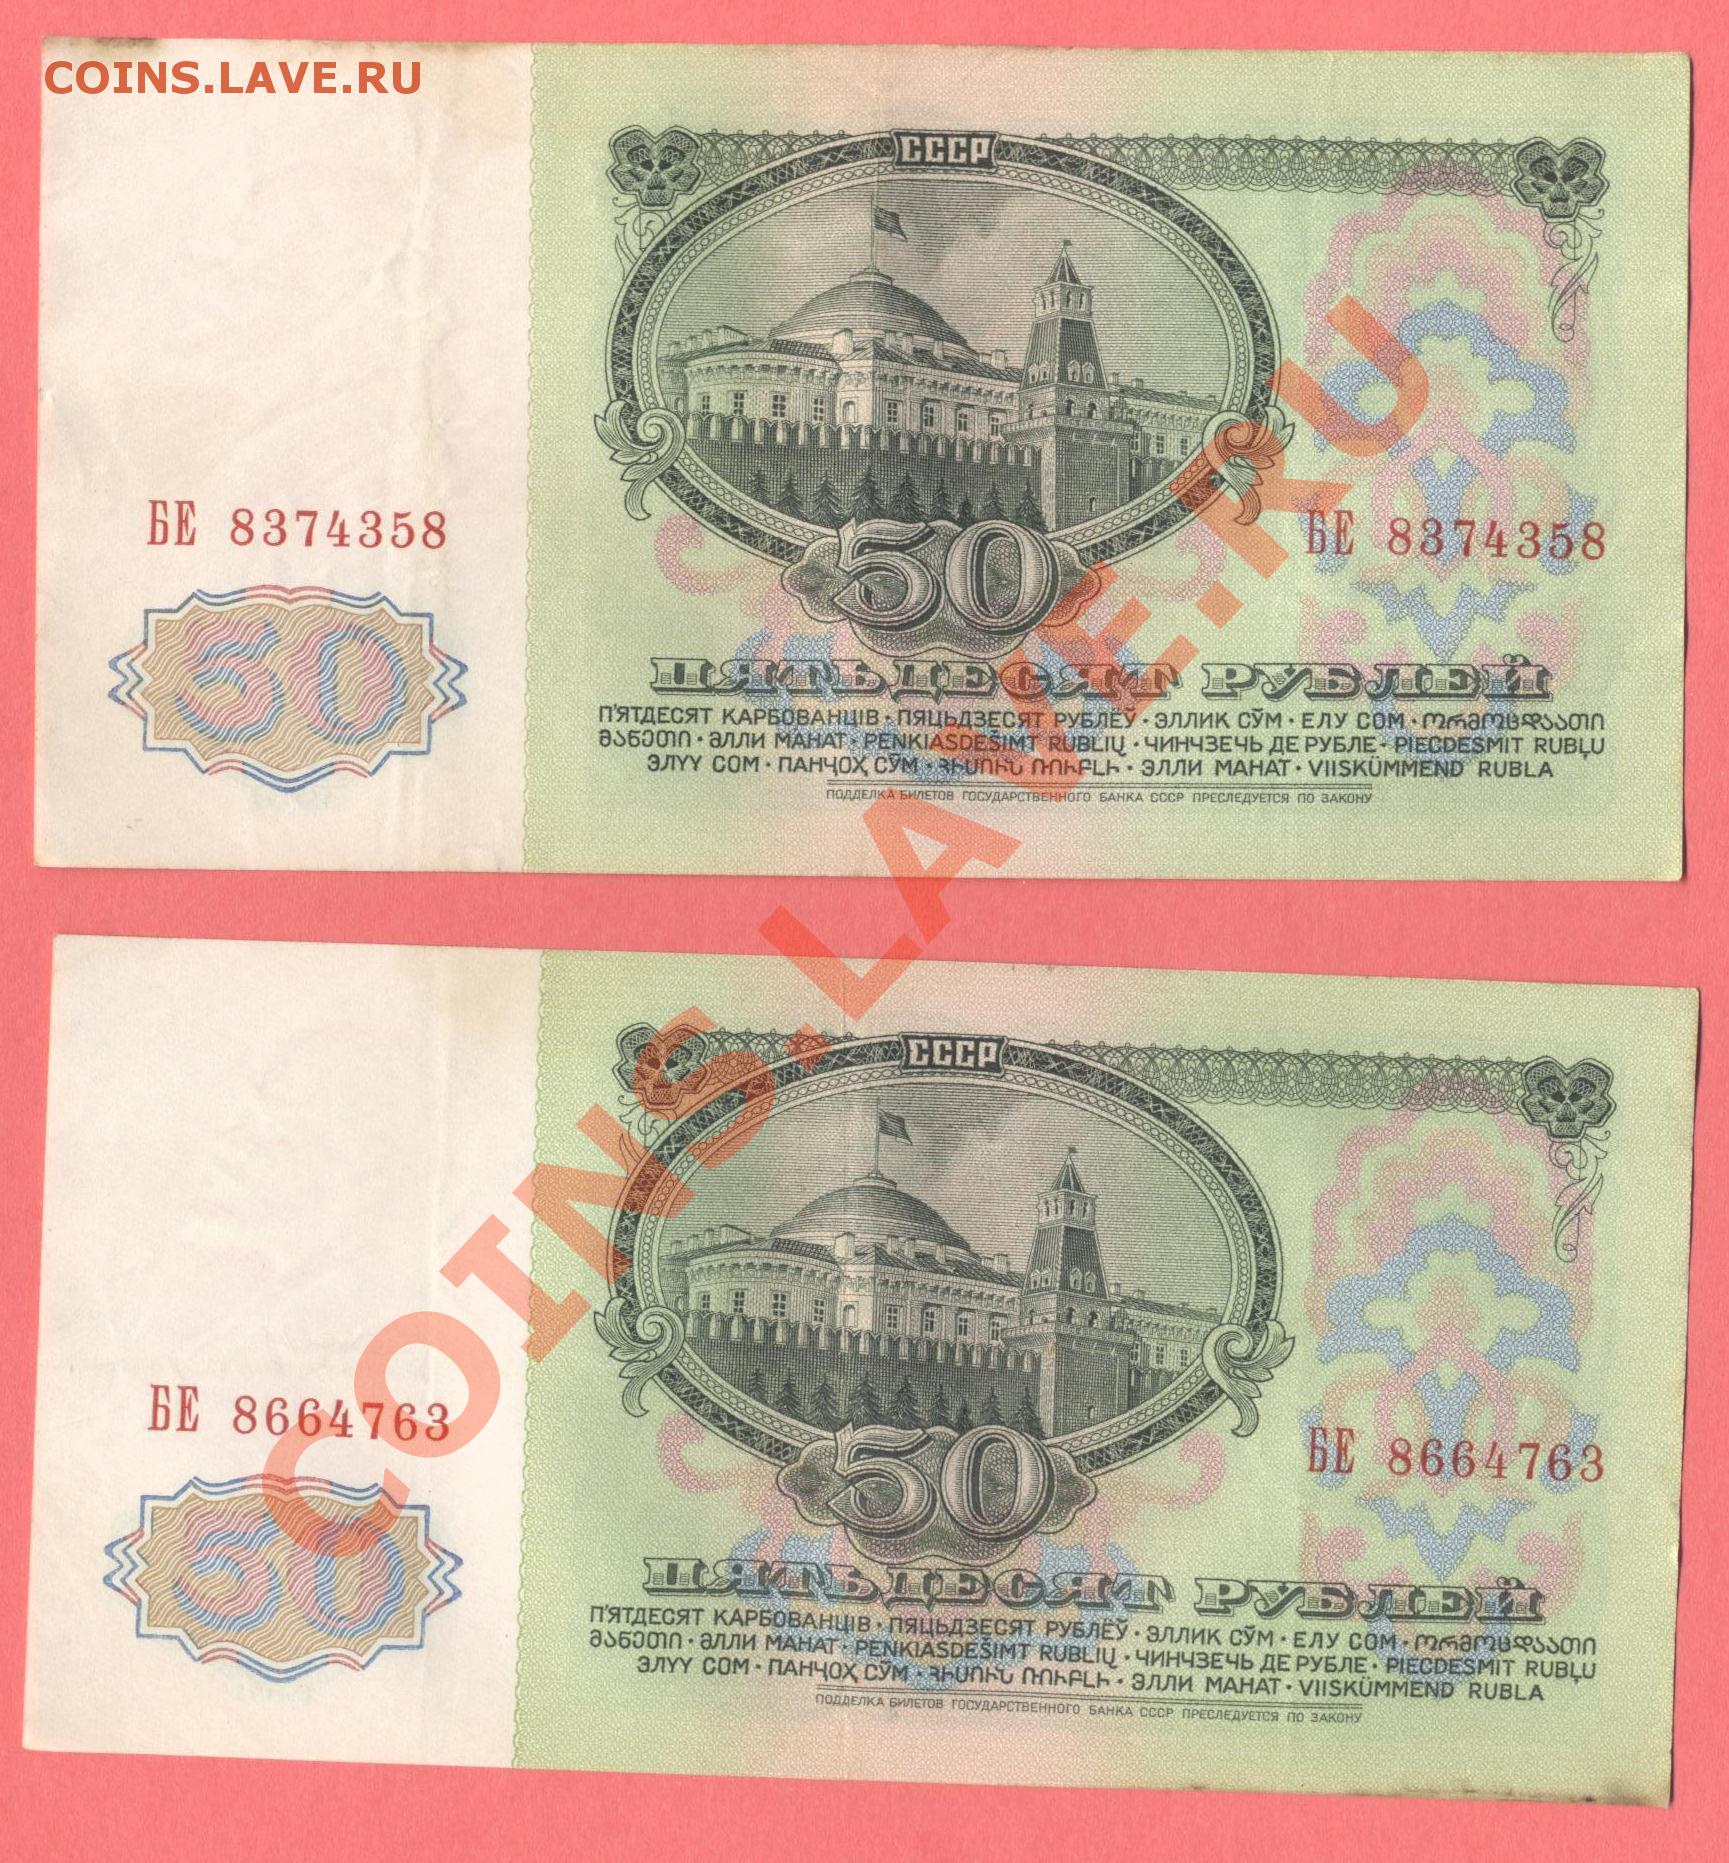 COINS.LAVE.RU
СССР
БЕ 8374358
БЕ 8374358
50
50
ПЯТЬДЕСЯТ РУБЛЕЙ
П'ЯТДЕСЯТ КАРБОВАНЦІВ · ПЯЦЬДЗЕСЯТ РУБЛЁЎ · ЭЛЛИК СЎМ · ЕЛУ СОМ · ᲝᲠᲛᲝᲪᲓᲐᲐᲗᲘ
ᲛᲐᲜᲔᲗᲘ · ӘЛЛИ МАНАТ · PENKIASDEŠIMT RUBLIŲ · ЧИНЧЗЕЧЬ ДЕ РУБЛЕ · PIECDESMIT RUBĻU
ЭЛУУ СОМ · ПАНҶОҲ СӮМ · ՀԻՍՈՒՆ ՌՈՒԲԼԻ · ЭЛЛИ МАНАТ · VIISKÜMMEND RUBLA
ПОДДЕЛКА БИЛЕТОВ ГОСУДАРСТВЕННОГО БАНКА СССР ПРЕСЛЕДУЕТСЯ ПО ЗАКОНУ
COINS.LAVE.RU
СССР
БЕ 8664763
БЕ 8664763
50
50
ПЯТЬДЕСЯТ РУБЛЕЙ
П'ЯТДЕСЯТ КАРБОВАНЦІВ · ПЯЦЬДЗЕСЯТ РУБЛЁЎ · ЭЛЛИК СЎМ · ЕЛУ СОМ · ᲝᲠᲛᲝᲪᲓᲐᲐᲗᲘ
ᲛᲐᲜᲔᲗᲘ · ӘЛЛИ МАНАТ · PENKIASDEŠIMT RUBLIŲ · ЧИНЧЗЕЧЬ ДЕ РУБЛЕ · PIECDESMIT RUBĻU
ЭЛУУ СОМ · ПАНҶОҲ СӮМ · ՀԻՍՈՒՆ ՌՈՒԲԼԻ · ЭЛЛИ МАНАТ · VIISKÜMMEND RUBLA
ПОДДЕЛКА БИЛЕТОВ ГОСУДАРСТВЕННОГО БАНКА СССР ПРЕСЛЕДУЕТСЯ ПО ЗАКОНУ